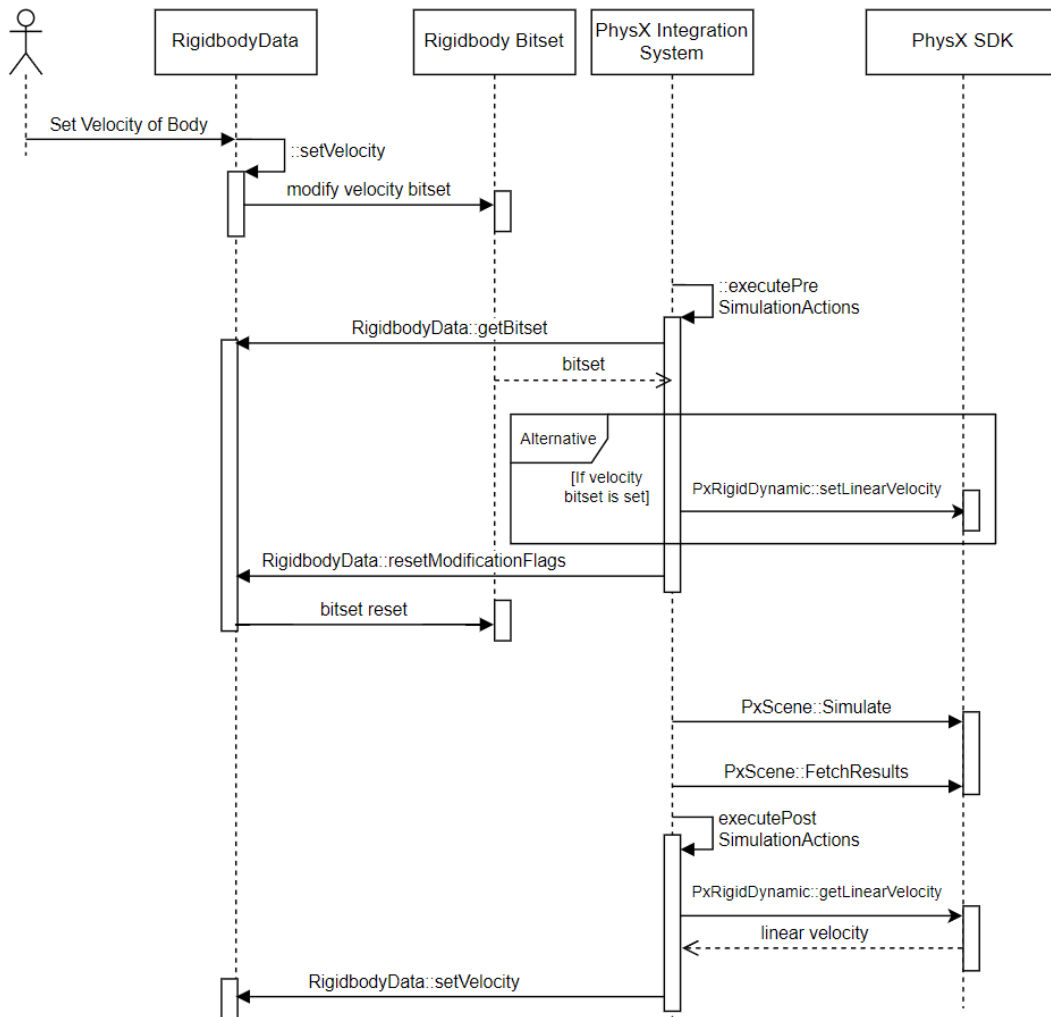 RigidbodyData
Rigidbody Bitset
PhysX Integration
System
PhysX SDK
Set Velocity of Body
::setVelocity
modify velocity bitset
::executePre
SimulationActions
RigidbodyData::getBitset
bitset
Alternative
[If velocity
bitset is set]
PxRigidDynamic::setLinearVelocity
RigidbodyData::resetModificationFlags
bitset reset
PxScene::Simulate
PxScene::FetchResults
executePost
SimulationActions
PxRigidDynamic::getLinearVelocity
linear velocity
RigidbodyData::setVelocity